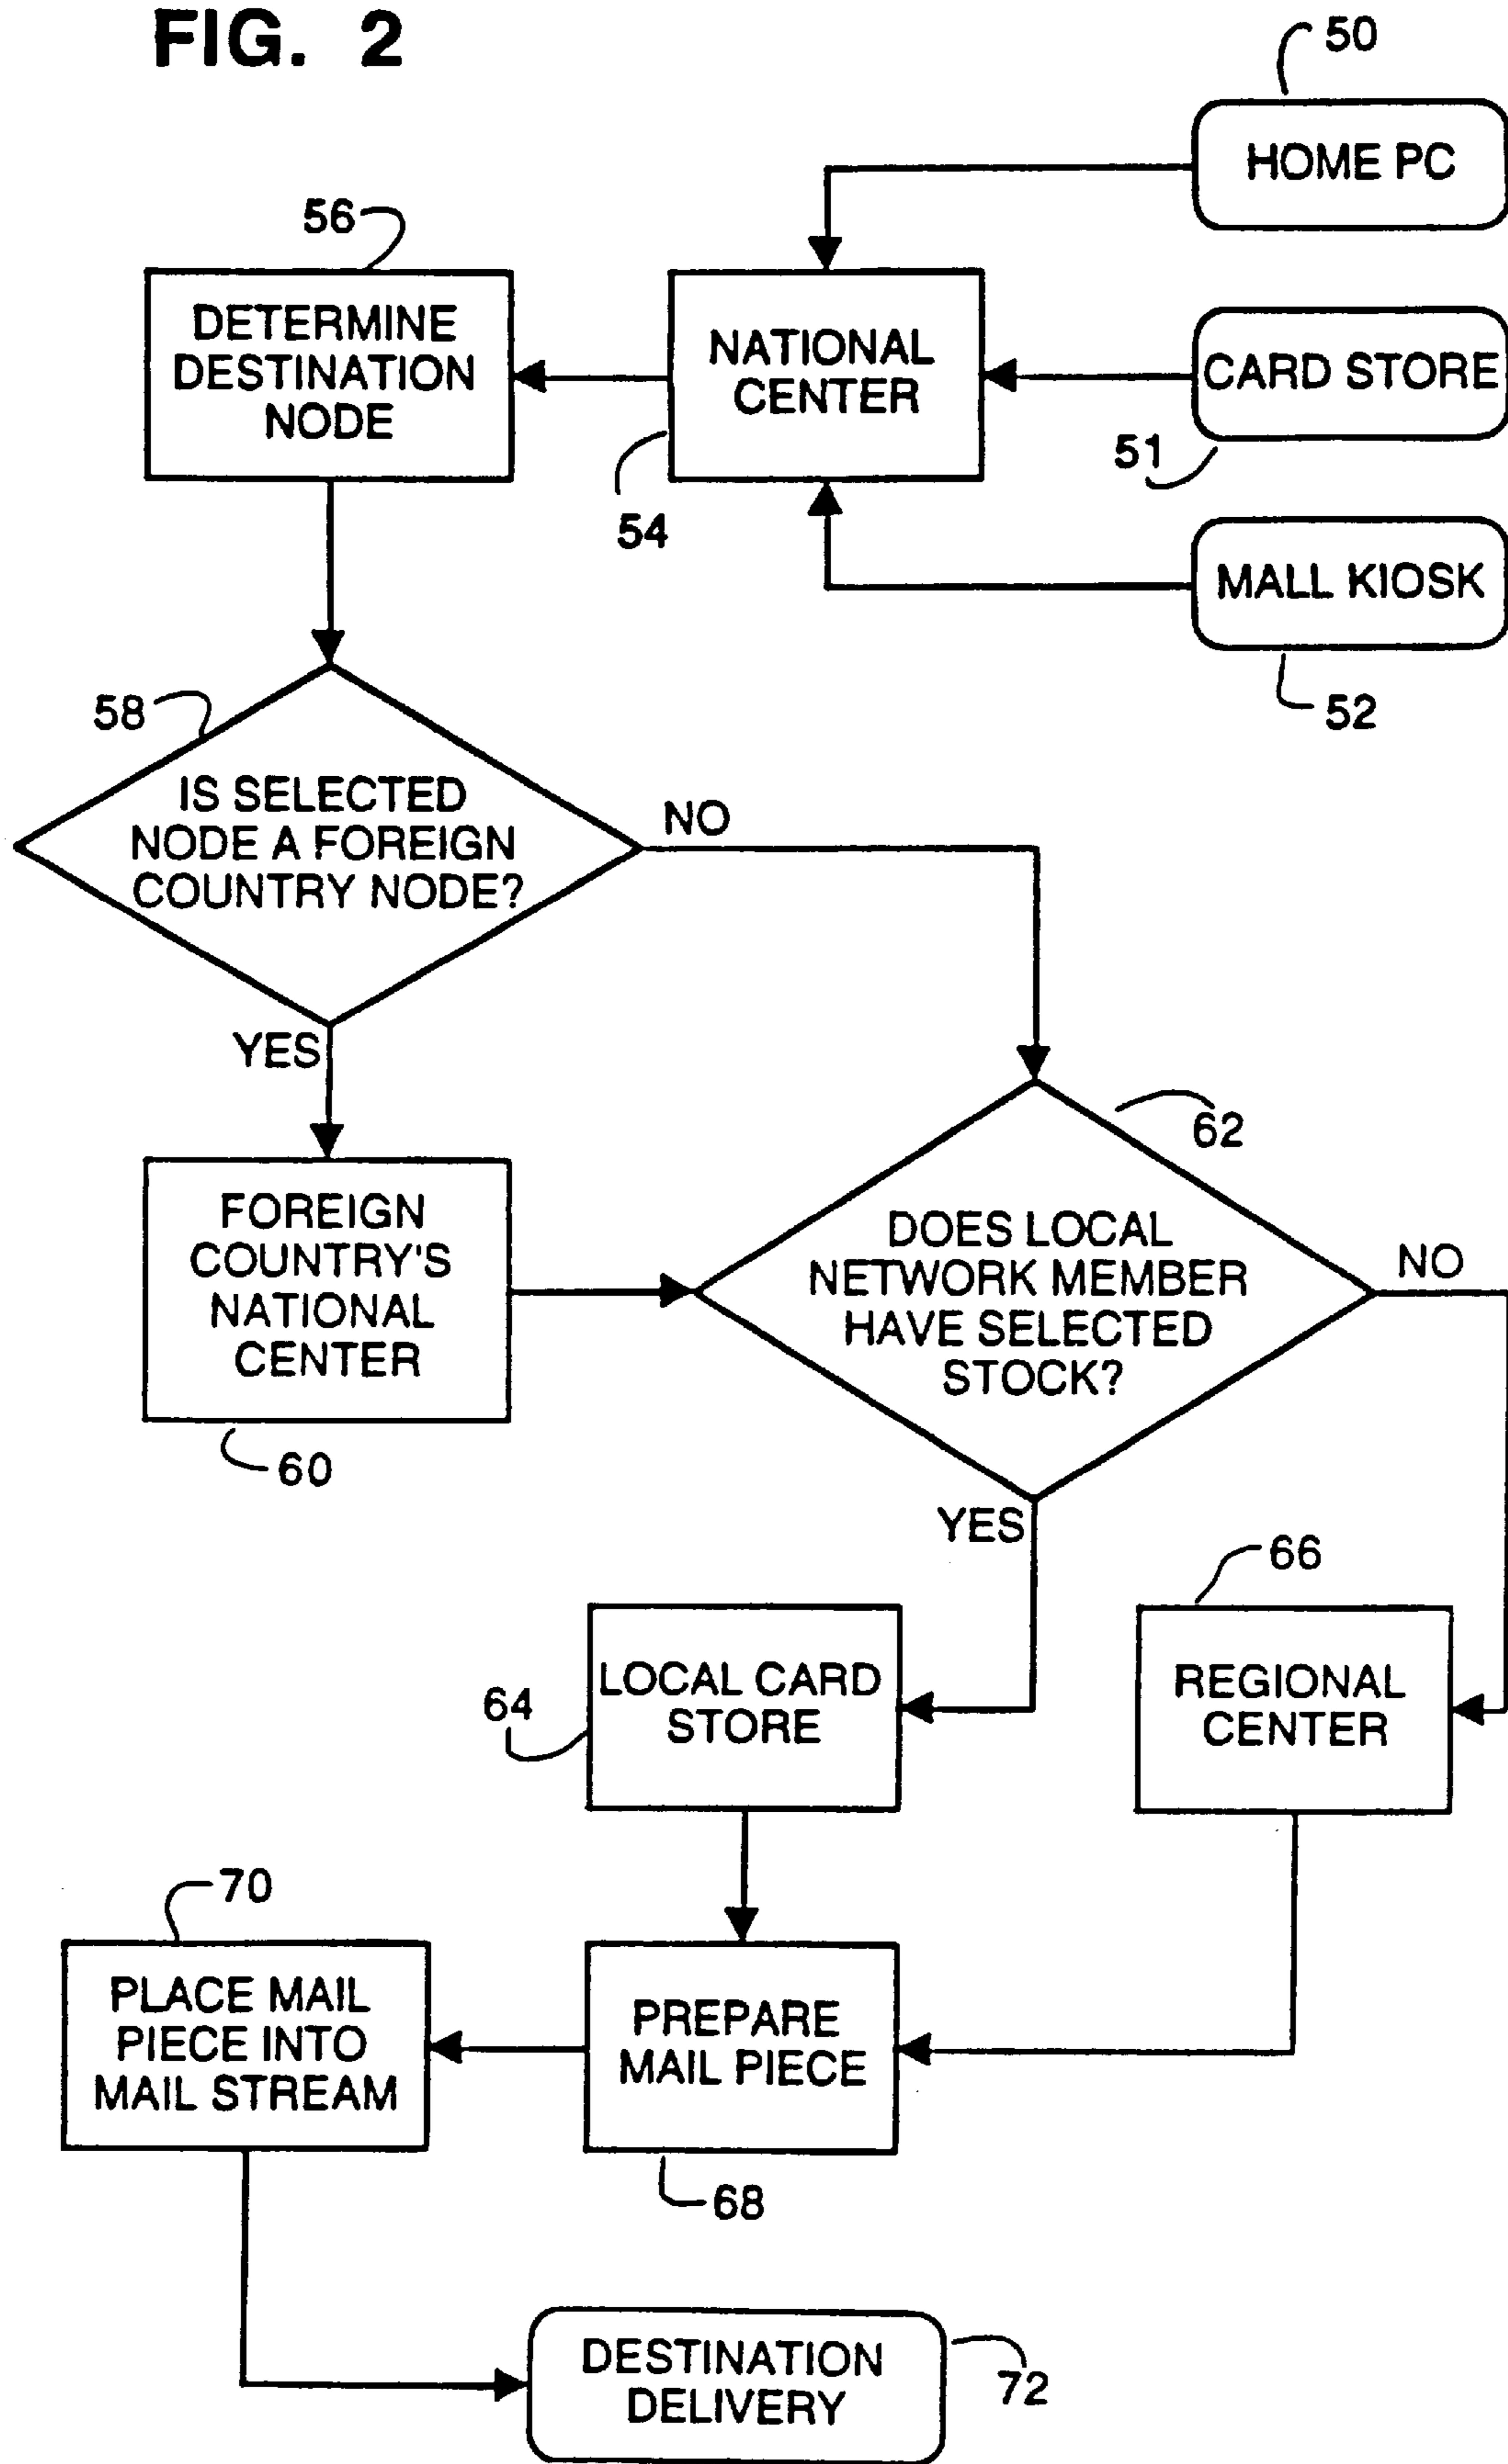 FIG. 2
50
HOME PC
56
DETERMINE
DESTINATION
NODE
NATIONAL
CENTER
CARD STORE
51
54
MALL KIOSK
52
58
IS SELECTED
NODE A FOREIGN
COUNTRY NODE?
NO
YES
62
FOREIGN
COUNTRY'S
NATIONAL
CENTER
60
DOES LOCAL
NETWORK MEMBER
HAVE SELECTED
STOCK?
NO
YES
66
LOCAL CARD
STORE
64
REGIONAL
CENTER
70
PLACE MAIL
PIECE INTO
MAIL STREAM
PREPARE
MAIL PIECE
68
DESTINATION
DELIVERY
72